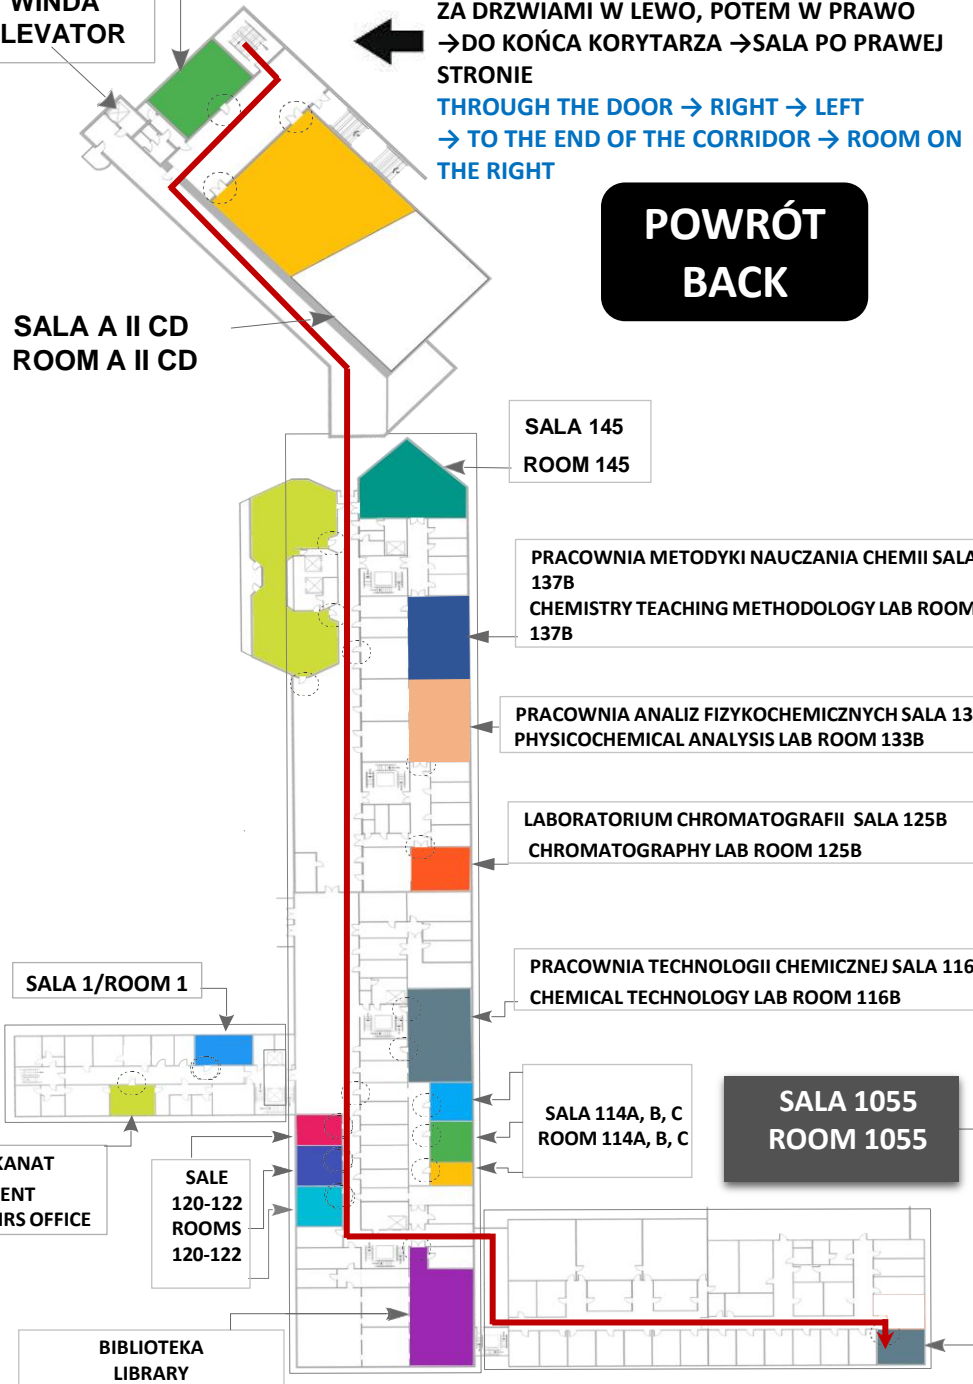 WINDA
LEVATOR
ZA DRZWIAMI W LEWO, POTEM W PRAWO
→DO KOŃCA KORYTARZA →SALA PO PRAWEJ
STRONIE
THROUGH THE DOOR → RIGHT → LEFT
→ TO THE END OF THE CORRIDOR → ROOM ON
THE RIGHT
POWRÓT
BACK
SALA A II CD
ROOM A II CD
SALA 145
ROOM 145
PRACOWNIA METODYKI NAUCZANIA CHEMII SALA
137B
CHEMISTRY TEACHING METHODOLOGY LAB ROOM
137B
PRACOWNIA ANALIZ FIZYKOCHEMICZNYCH SALA 13
PHYSICOCHEMICAL ANALYSIS LAB ROOM 133B
LABORATORIUM CHROMATOGRAFII SALA 125B
CHROMATOGRAPHY LAB ROOM 125B
PRACOWNIA TECHNOLOGII CHEMICZNEJ SALA 116
CHEMICAL TECHNOLOGY LAB ROOM 116B
SALA 1/ROOM 1
SALA 114A, B, C
ROOM 114A, B, C
SALA 1055
ROOM 1055
KANAT
ENT
IRS OFFICE
SALE
120-122
ROOMS
120-122
BIBLIOTEKA
LIBRARY